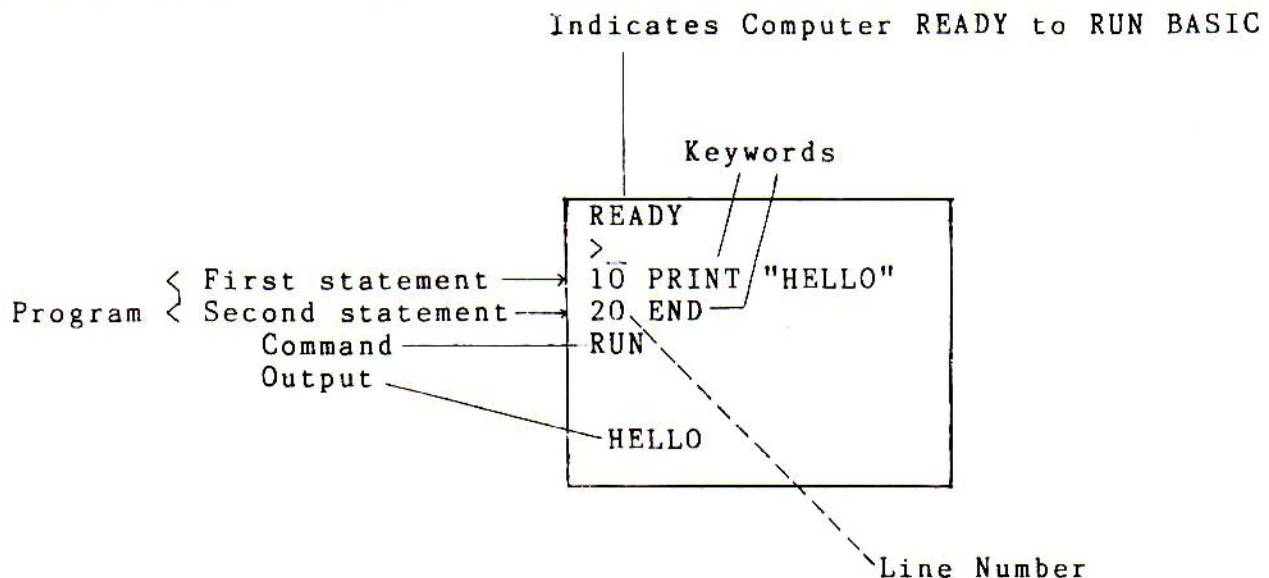 Indicates Computer READY to RUN BASIC
Keywords
READY
>_
First statement 10 PRINT "HELLO"
Program Second statement 20 END
Command RUN
Output
HELLO
Line Number